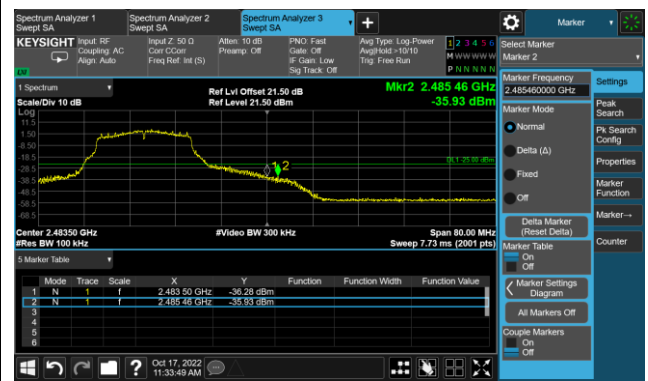 Spectrum Analyzer 1
Swept SA
Spectrum Analyzer 2
Swept SA
Spectrum Analyzer 3
Swept SA
Marker
KEYSIGHT
Input: RF
Coupling: AC
Align: Auto
Input Z: 50 Ω
Corr CCorr
Freq Ref: Int (S)
Atten: 10 dB
Preamp: Off
PNO: Fast
Gate: Off
IF Gain: Low
Sig Track: Off
Avg Type: Log-Power
Avg|Hold:>10/10
Trig: Free Run
1 2 3 4 5 6
M W W W W W
P N N N N N
Select Marker
Marker 2
1 Spectrum
Scale/Div 10 dB
Ref Lvl Offset 21.50 dB
Ref Level 21.50 dBm
Mkr2 2.485 46 GHz
-35.93 dBm
Log
11.5
1.50
-8.50
-18.5
-28.5
-38.5
-48.5
-58.5
-68.5
1
2
DL1 -25.00 dBm
Center 2.48350 GHz
#Res BW 100 kHz
#Video BW 300 kHz
Span 80.00 MHz
Sweep 7.73 ms (2001 pts)
5 Marker Table
Mode Trace Scale X Y Function Function Width Function Value
1 N 1 f 2.483 50 GHz -36.28 dBm
2 N 1 f 2.485 46 GHz -35.93 dBm
3
4
5
6
Marker Frequency
2.485460000 GHz
Marker Mode
Normal
Delta (Δ)
Fixed
Off
Delta Marker
(Reset Delta)
Marker Table
On
Off
Marker Settings
Diagram
All Markers Off
Couple Markers
On
Off
Settings
Peak
Search
Pk Search
Config
Properties
Marker
Function
Marker→
Counter
?
Oct 17, 2022
11:33:49 AM